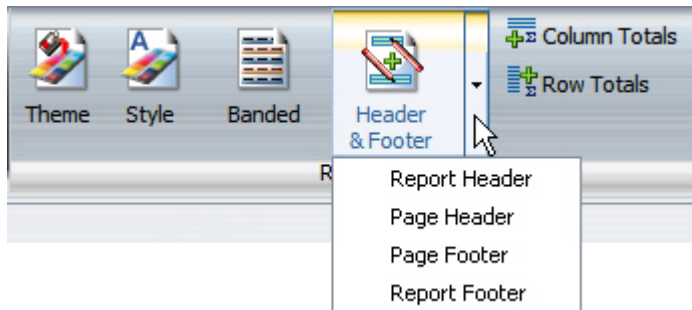 Column Totals
Row Totals
Theme
Style
Banded
Header
& Footer
R
Report Header
Page Header
Page Footer
Report Footer